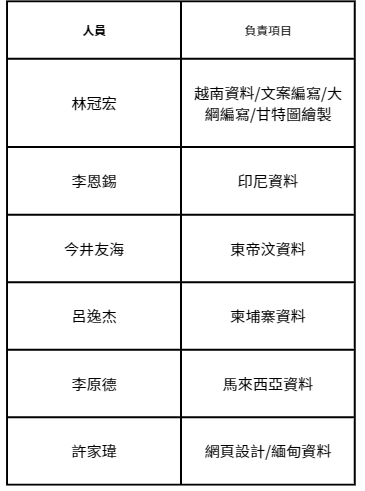 人員
負責項目
林冠宏
越南資料/文案編寫/大
綱編寫/甘特圖繪製
李恩錫
印尼資料
今井友海
東帝汶資料
呂逸杰
柬埔寨資料
李原德
馬來西亞資料
許家瑋
網頁設計/緬甸資料